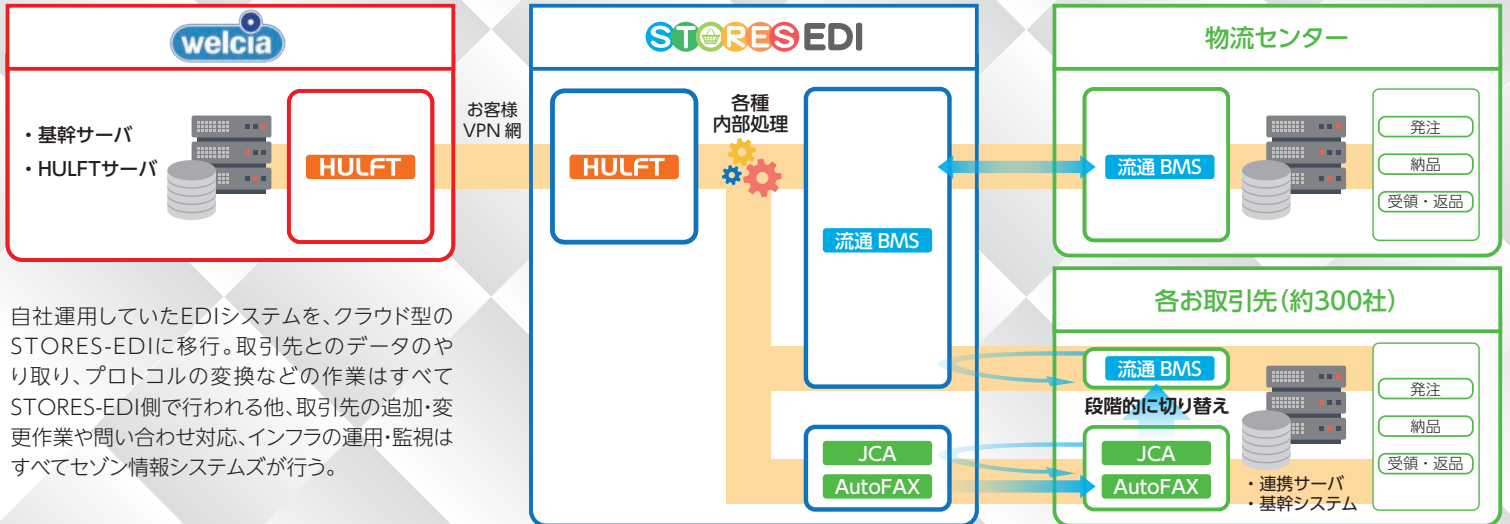 welcia
・基幹サーバ
・HULFTサーバ
HULFT
お客様
VPN 網
STORES EDI
HULFT
各種
内部処理
流通 BMS
JCA
AutoFAX
物流センター
流通 BMS
発注
納品
受領・返品
各お取引先(約300社)
流通 BMS
段階的に切り替え
JCA
AutoFAX
・連携サーバ
・基幹システム
発注
納品
受領・返品
自社運用していたEDIシステムを、クラウド型の
STORES-EDIに移行。取引先とのデータのや
り取り、プロトコルの変換などの作業はすべて
STORES-EDI側で行われる他、取引先の追加・変
更作業や問い合わせ対応、インフラの運用・監視は
すべてセゾン情報システムズが行う。